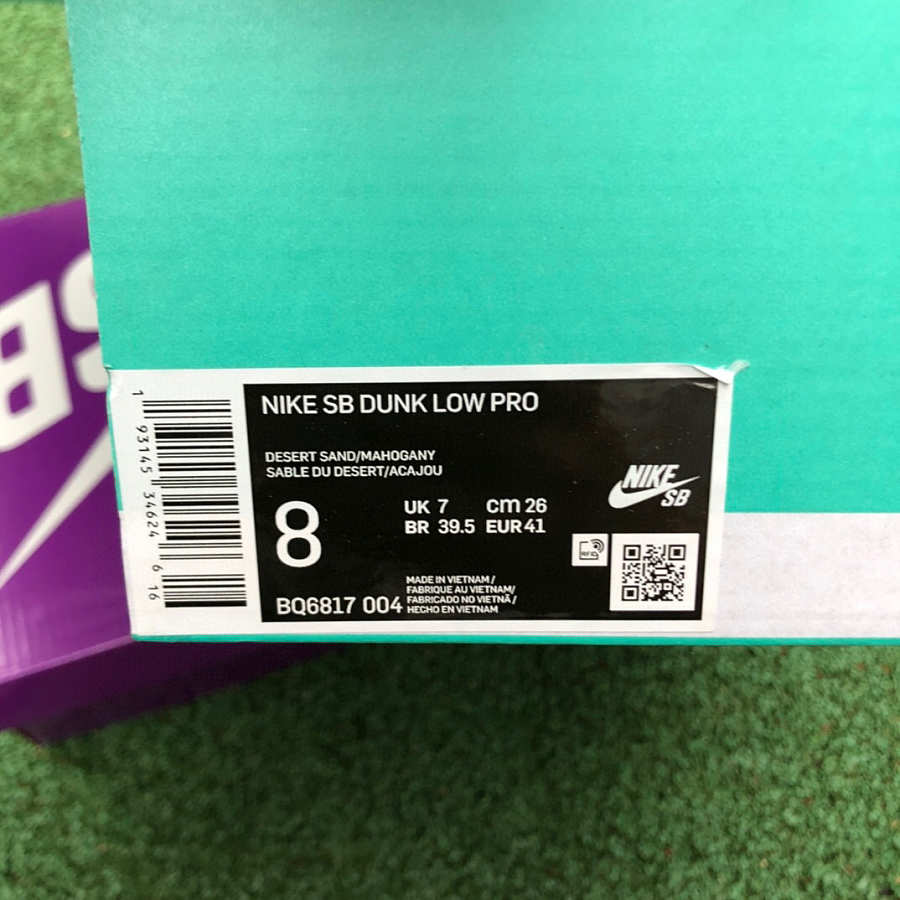 SB
NIKE SB DUNK LOW PRO
DESERT SAND/MAHOGANY
SABLE DU DESERT/ACAJOU
8
UK 7 cm 26
BR 39.5 EUR 41
NIKE
SB
RFID
MADE IN VIETNAM /
FABRIQUE AU VIETNAM/
FABRICADO NO VIETNÃ /
HECHO EN VIETNAM
BQ6817 004
1 93145 34624 6 16